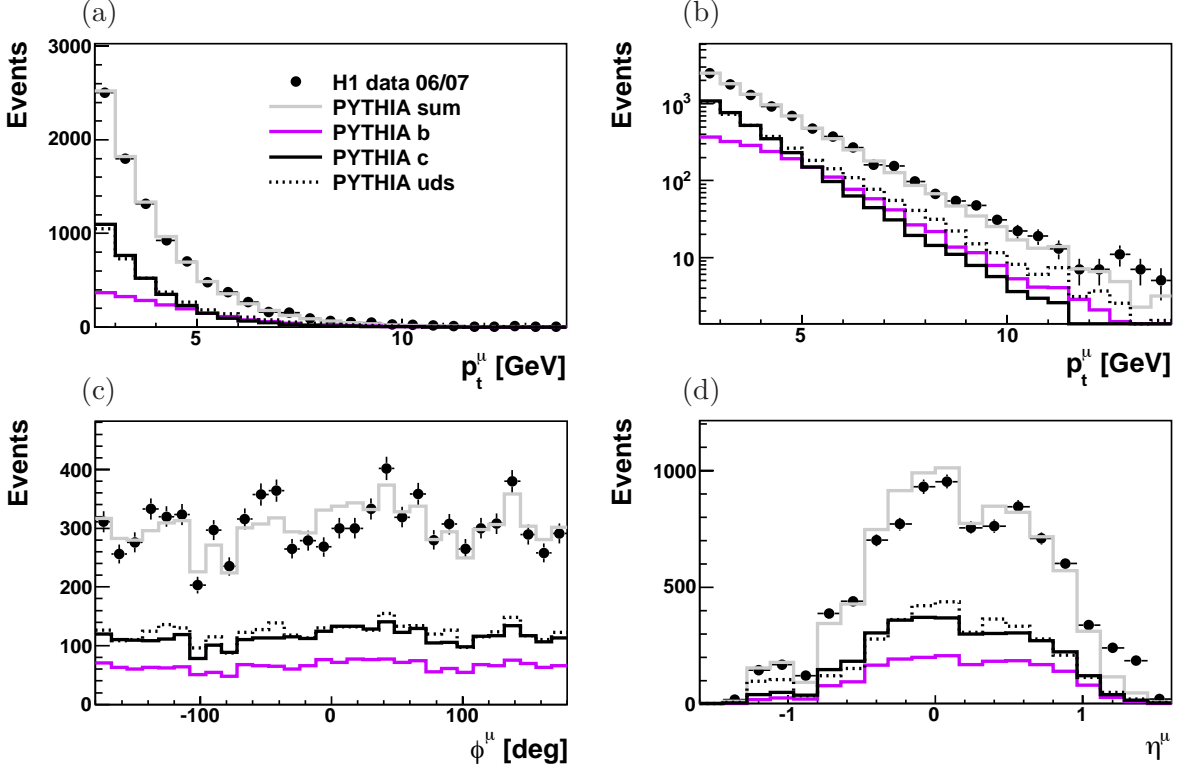 (a)
Events
3000
2000
1000
0
5
10
p_t^μ [GeV]
H1 data 06/07
PYTHIA sum
PYTHIA b
PYTHIA c
PYTHIA uds
(b)
Events
10^3
10^2
10
5
10
p_t^μ [GeV]
(c)
Events
400
300
200
100
0
-100
0
100
ϕ^μ [deg]
(d)
Events
1000
500
0
-1
0
1
η^μ